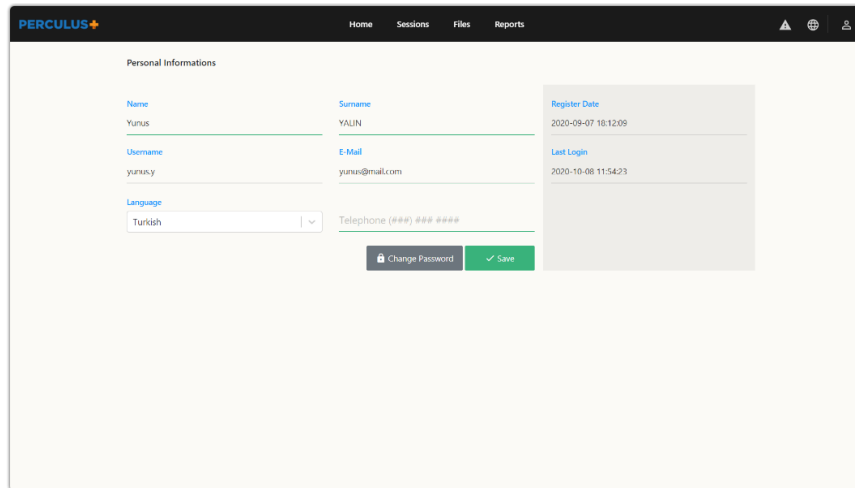 PERCULUS+
Home Sessions Files Reports
Personal Informations
Name
Yunus
Surname
YALIN
Register Date
2020-09-07 18:12:09
Username
yunus.y
E-Mail
yunus@mail.com
Last Login
2020-10-08 11:54:23
Language
Turkish
Telephone (###) ### ####
Change Password
Save